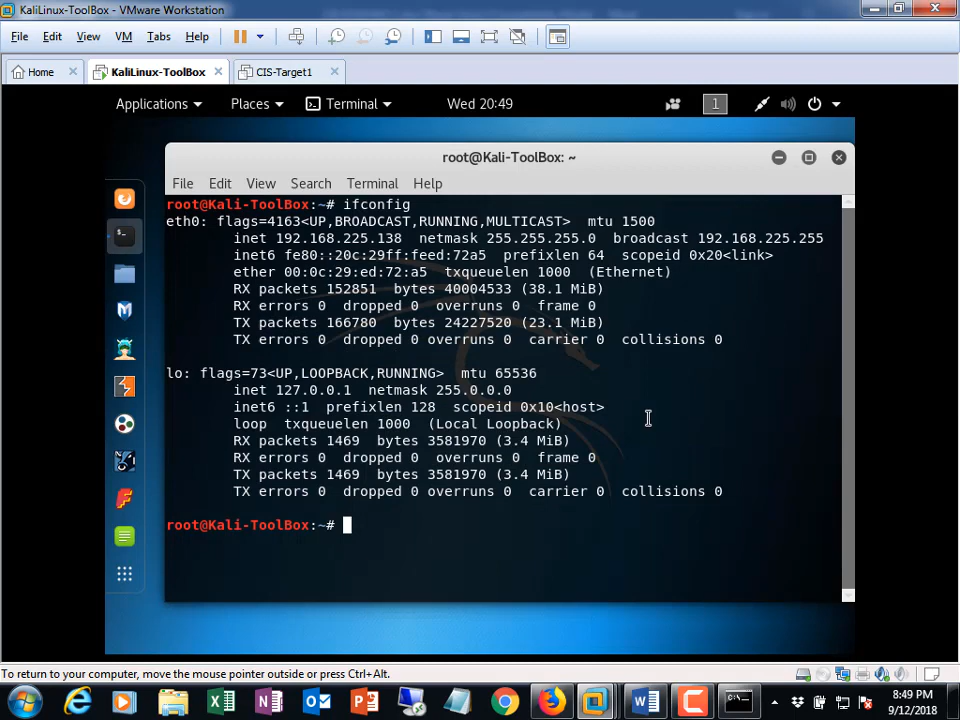 KaliLinux-ToolBox - VMware Workstation
File Edit View VM Tabs Help
Home KaliLinux-ToolBox CIS-Target1
Applications Places Terminal Wed 20:49 1
root@Kali-ToolBox: ~
File Edit View Search Terminal Help
root@Kali-ToolBox:~# ifconfig
eth0: flags=4163<UP,BROADCAST,RUNNING,MULTICAST> mtu 1500
inet 192.168.225.138 netmask 255.255.255.0 broadcast 192.168.225.255
inet6 fe80::20c:29ff:feed:72a5 prefixlen 64 scopeid 0x20<link>
ether 00:0c:29:ed:72:a5 txqueuelen 1000 (Ethernet)
RX packets 152851 bytes 40004533 (38.1 MiB)
RX errors 0 dropped 0 overruns 0 frame 0
TX packets 166780 bytes 24227520 (23.1 MiB)
TX errors 0 dropped 0 overruns 0 carrier 0 collisions 0
lo: flags=73<UP,LOOPBACK,RUNNING> mtu 65536
inet 127.0.0.1 netmask 255.0.0.0
inet6 ::1 prefixlen 128 scopeid 0x10<host>
loop txqueuelen 1000 (Local Loopback)
RX packets 1469 bytes 3581970 (3.4 MiB)
RX errors 0 dropped 0 overruns 0 frame 0
TX packets 1469 bytes 3581970 (3.4 MiB)
TX errors 0 dropped 0 overruns 0 carrier 0 collisions 0
root@Kali-ToolBox:~#
To return to your computer, move the mouse pointer outside or press Ctrl+Alt.
8:49 PM
9/12/2018